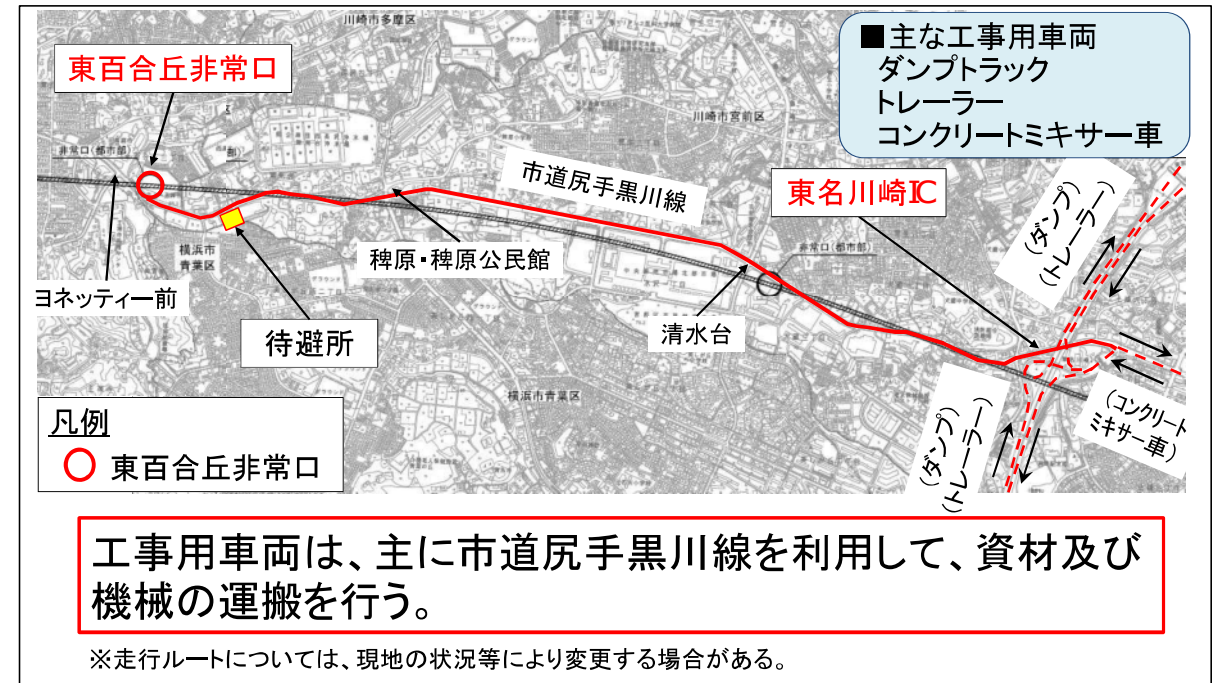 川崎市多摩区
■主な工事用車両
ダンプトラック
トレーラー
コンクリートミキサー車
東百合丘非常口
川崎市宮前区
非常口(都市部)
市道尻手黒川線
東名川崎IC
(ダンプ)
(トレーラー)
横浜市
青葉区
稗原・稗原公民館
非常口(都市部)
ヨネッティー前
待避所
清水台
横浜市青葉区
(ダンプ)
(トレーラー)
(コンクリート
ミキサー車)
凡例
東百合丘非常口
工事用車両は、主に市道尻手黒川線を利用して、資材及び
機械の運搬を行う。
※走行ルートについては、現地の状況等により変更する場合がある。